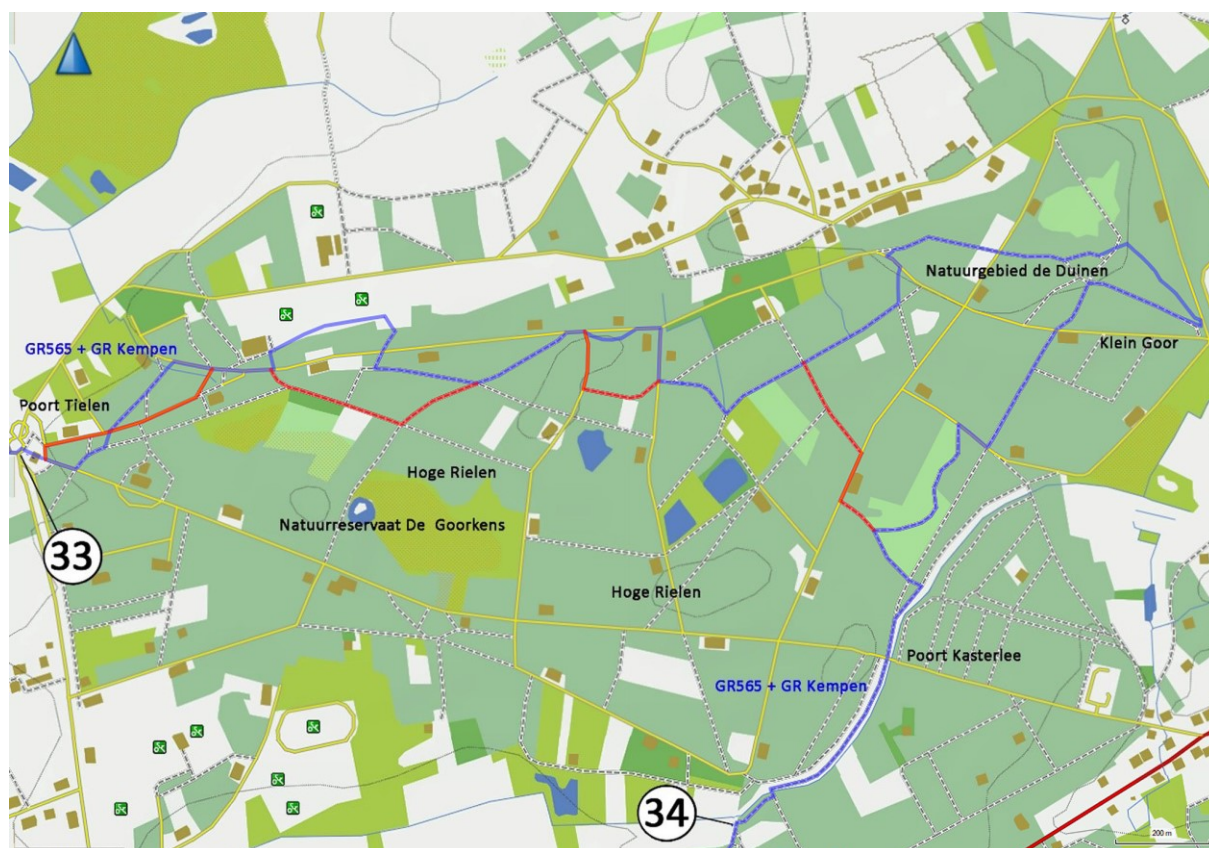 Natuurgebied de Duinen
Klein Goor
GR565 + GR Kempen
Poort Tielen
Hoge Rielen
Natuurreservaat De  Goorkens
33
Hoge Rielen
Poort Kasterlee
GR565 + GR Kempen
34
200 m